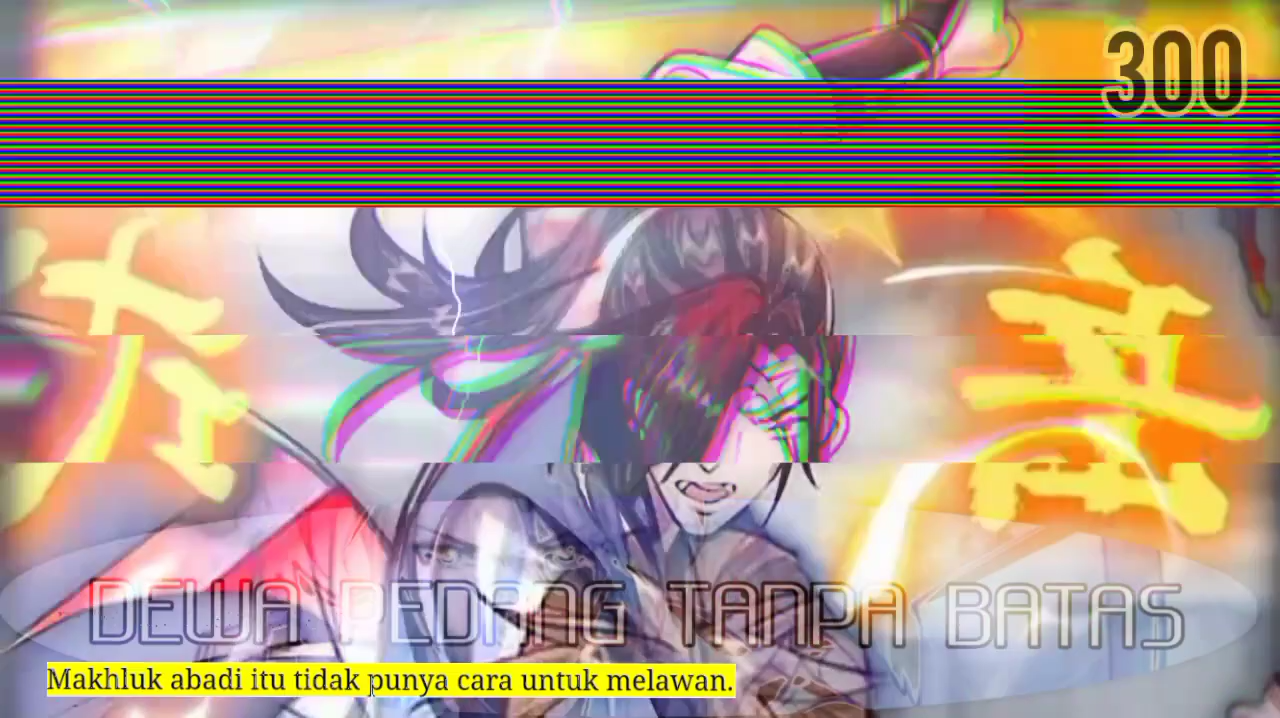 300
DEWA PEDANG TANPA BATAS
Makhluk abadi itu tidak punya cara untuk melawan.